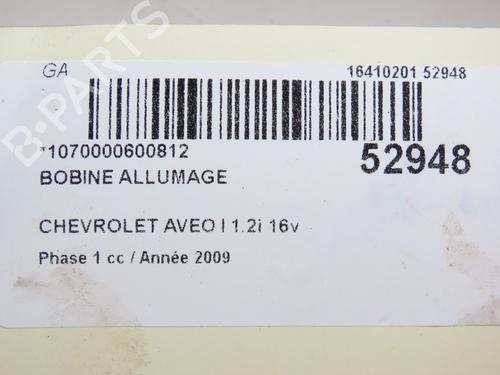 GA
16410201 52948
*1070000600812
52948
BOBINE ALLUMAGE
CHEVROLET AVEO I 1.2i 16v
Phase 1 cc / Année 2009
B-PARTS